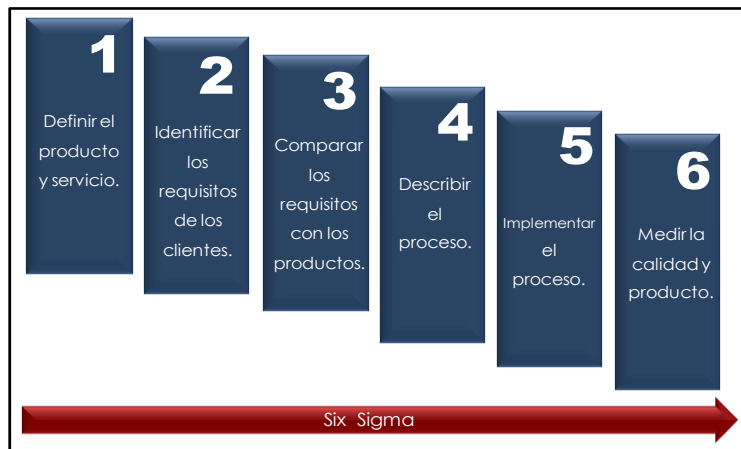 1
Definir el
producto
y servicio.
2
Identificar
los
requisitos
de los
clientes.
3
Comparar
los
requisitos
con los
productos.
4
Describir
el
proceso.
5
Implementar
el
proceso.
6
Medir la
calidad y
producto.
Six Sigma